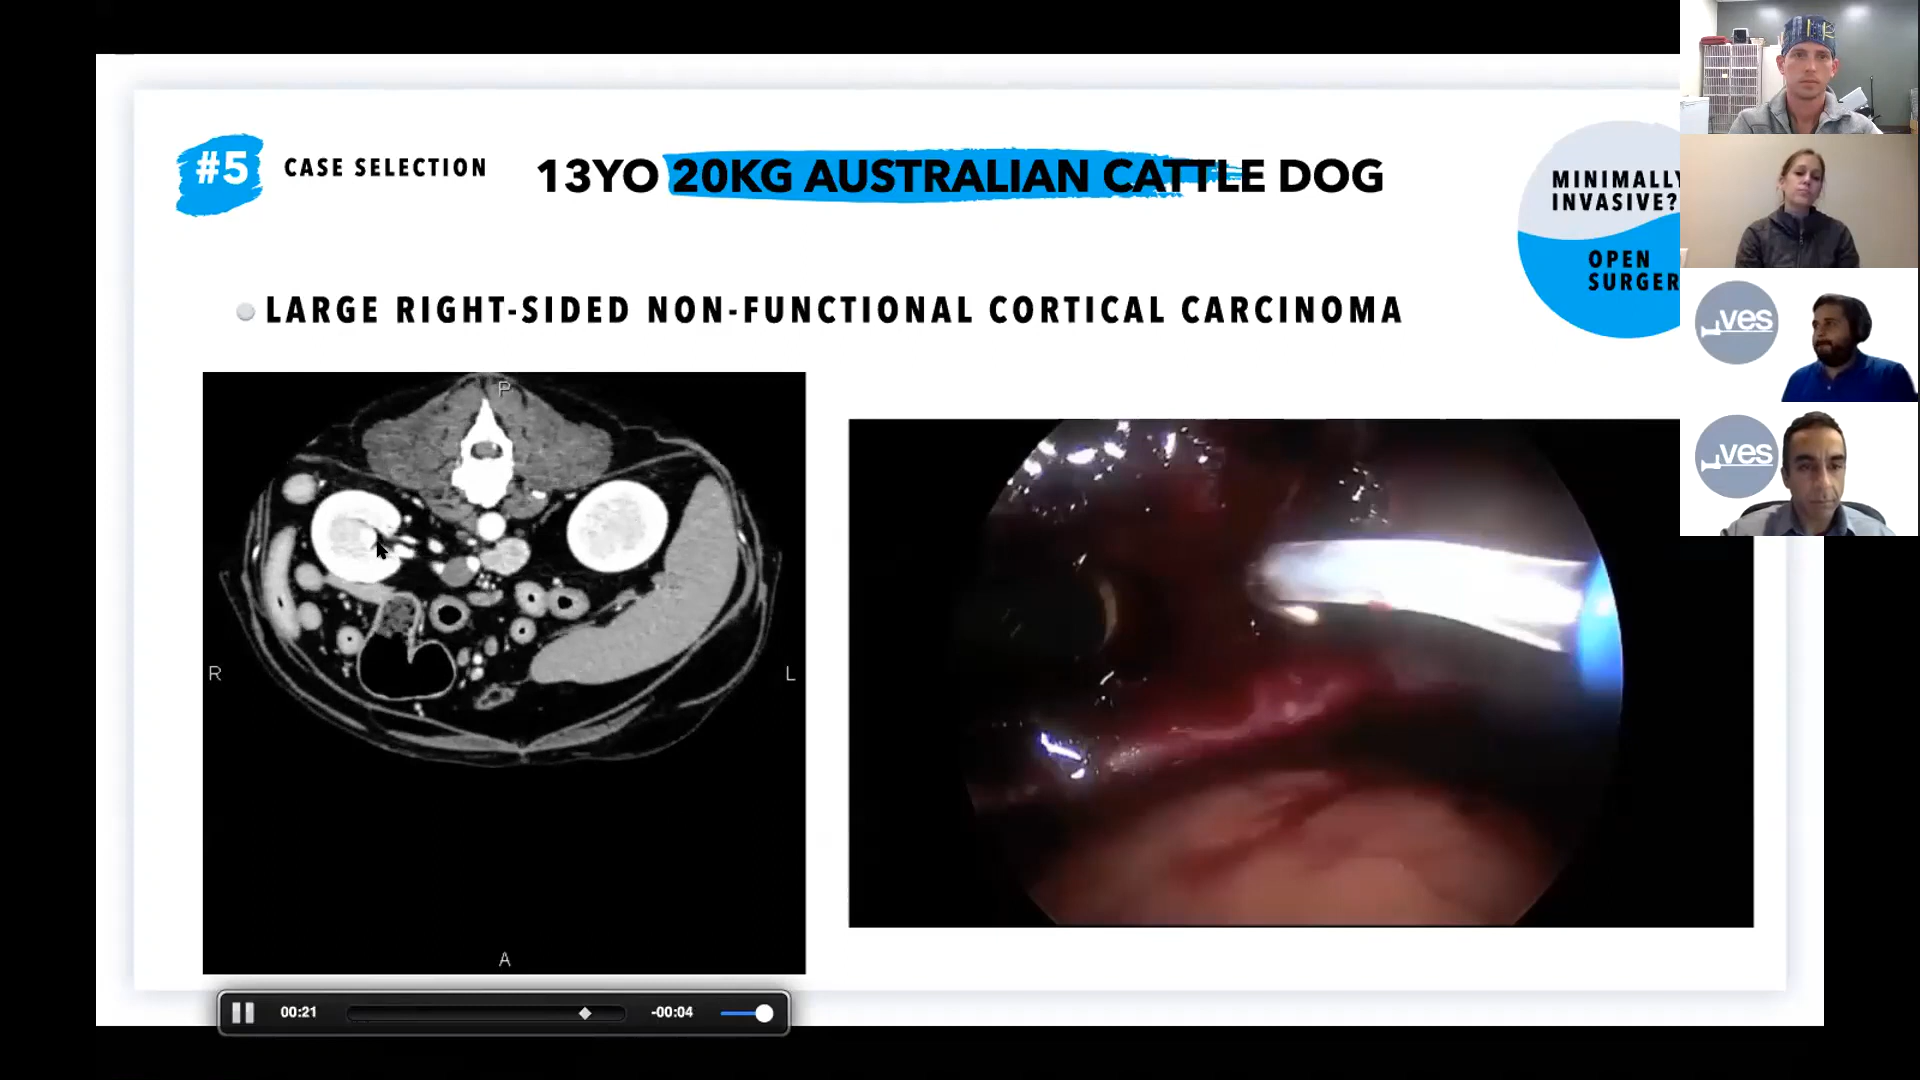 #5
CASE SELECTION
13YO 20KG AUSTRALIAN CATTLE DOG
MINIMALLY
INVASIVE?
OPEN
SURGER
LARGE RIGHT-SIDED NON-FUNCTIONAL CORTICAL CARCINOMA
P
R
L
A
00:21
-00:04
ves
ves